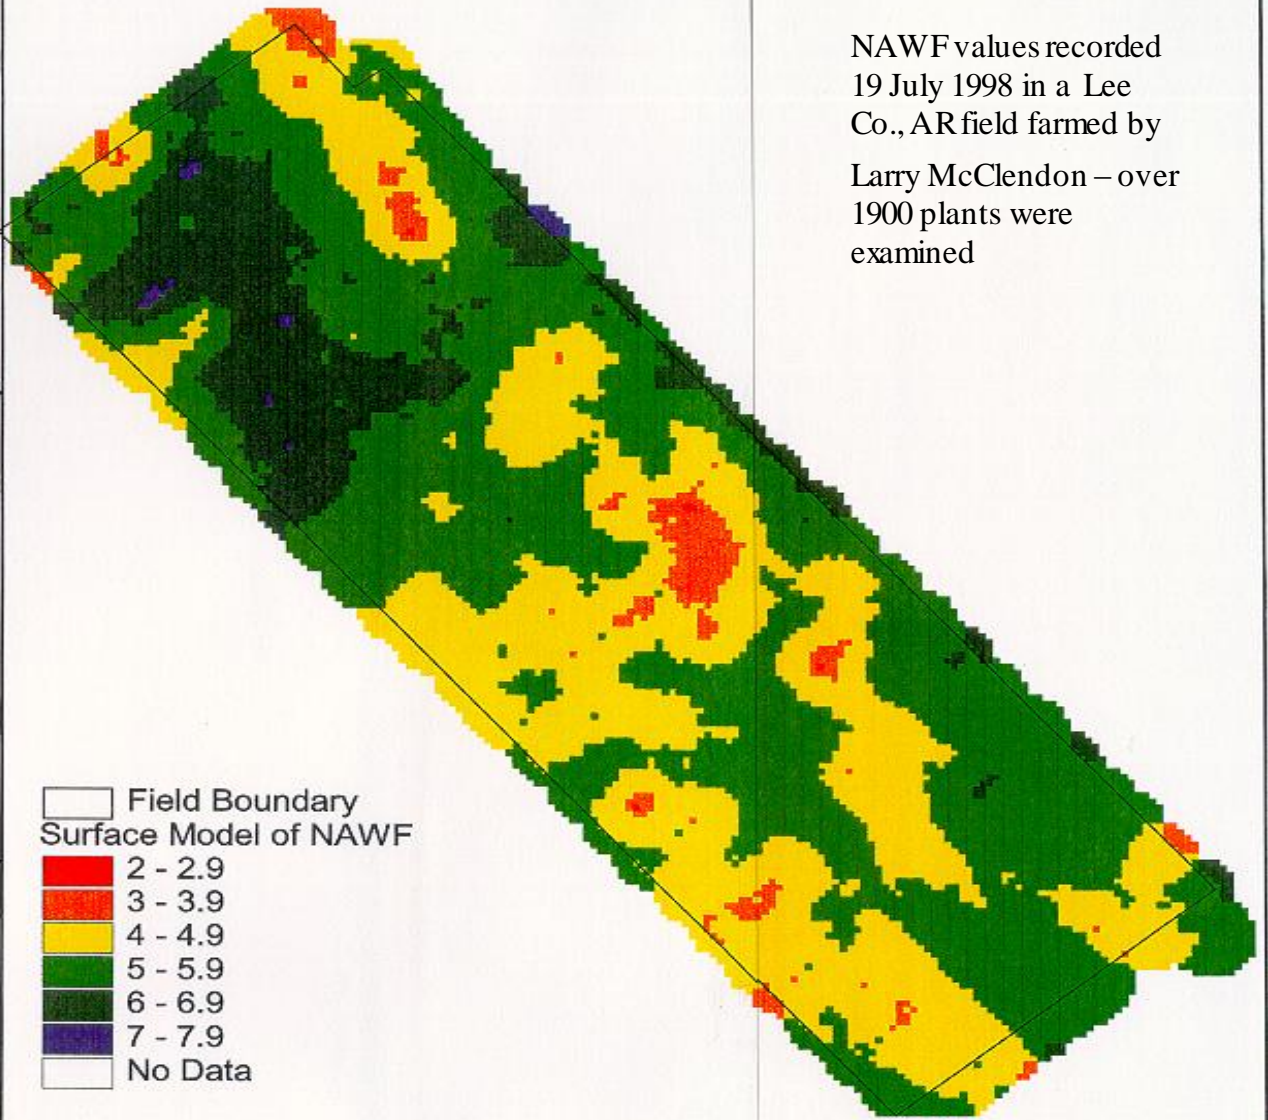 NAWF values recorded
19 July 1998 in a Lee
Co., AR field farmed by
Larry McClendon – over
1900 plants were
examined
Field Boundary
Surface Model of NAWF
2 - 2.9
3 - 3.9
4 - 4.9
5 - 5.9
6 - 6.9
7 - 7.9
No Data